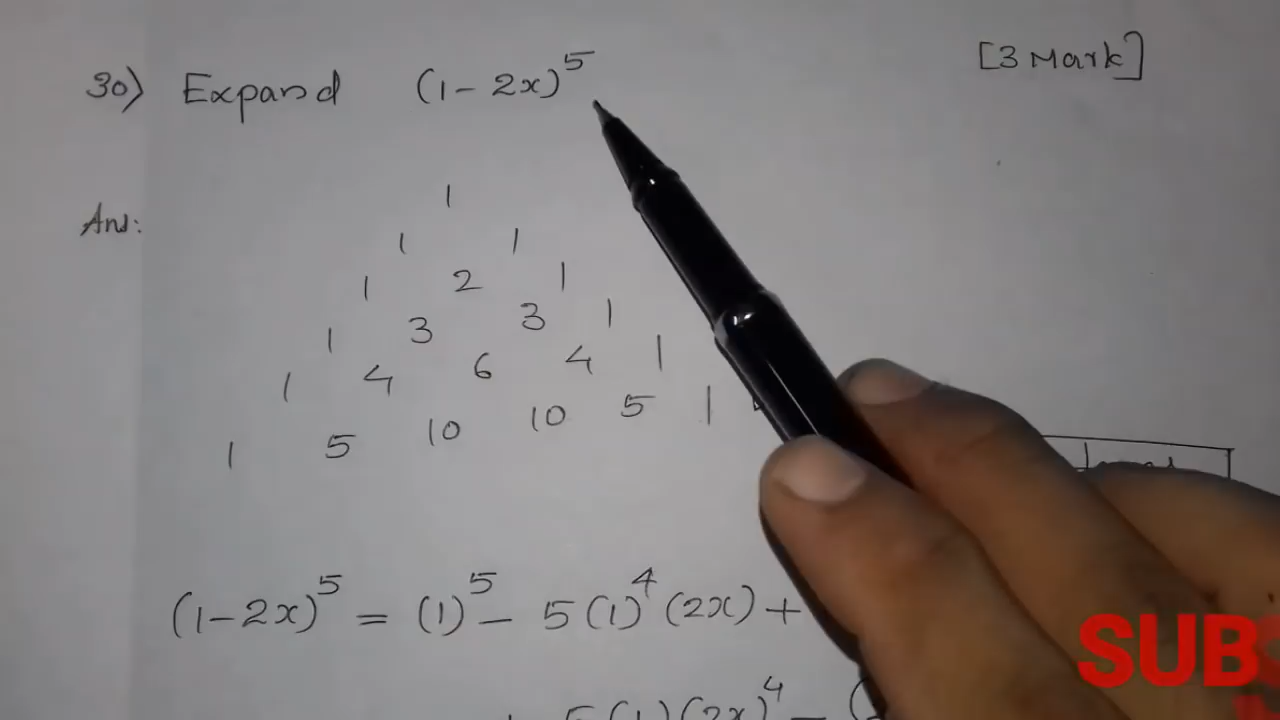 30) Expand (1-2x)^5 [3 Mark]
Ans:
1
1 1
1 2 1
1 3 3 1
1 4 6 4 1
1 5 10 10 5 1
(1-2x)^5 = (1)^5 - 5(1)^4 (2x) +
5(1)(2x)^4 - (
SUBS